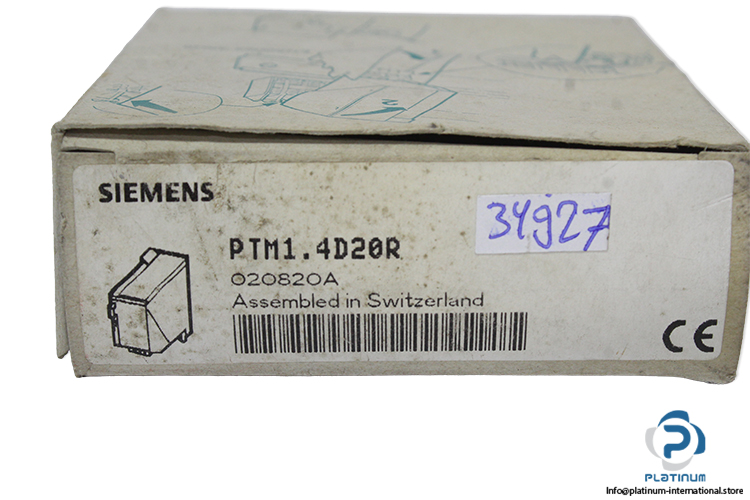 SIEMENS
34927
PTM1.4D20R
020820A
Assembled in Switzerland
CE
PLATINUM
Info@platinum-international.store